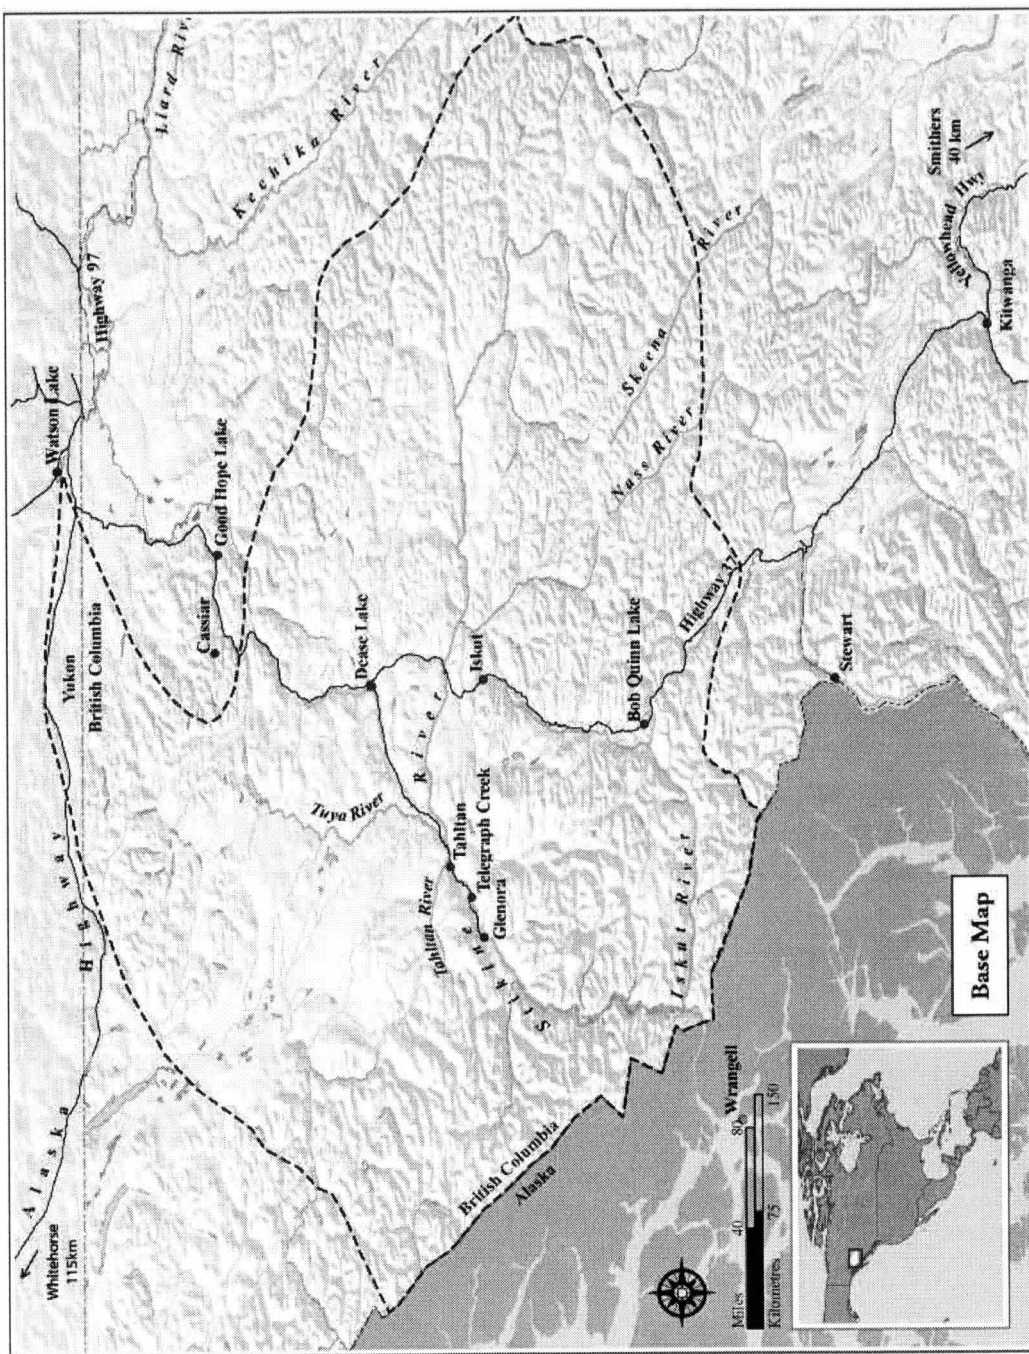 Alaska
Highway
Whitehorse
115km
Yukon
British Columbia
Watson Lake
Highway 97
Liard Riv
Kechika River
Good Hope Lake
Cassiar
Dease Lake
Tuya River
River
Tahltan
Tahltan River
Telegraph Creek
Glenora
Stikine
Iskut
Bob Quinn Lake
Highway 37
Skeena River
Nass River
Iskut River
Stewart
Smithers
40 km
Yellowhead Hwy
Kitwanga
British Columbia
Alaska
Wrangell
Miles 40 80
Kilometres 75 150
Base Map